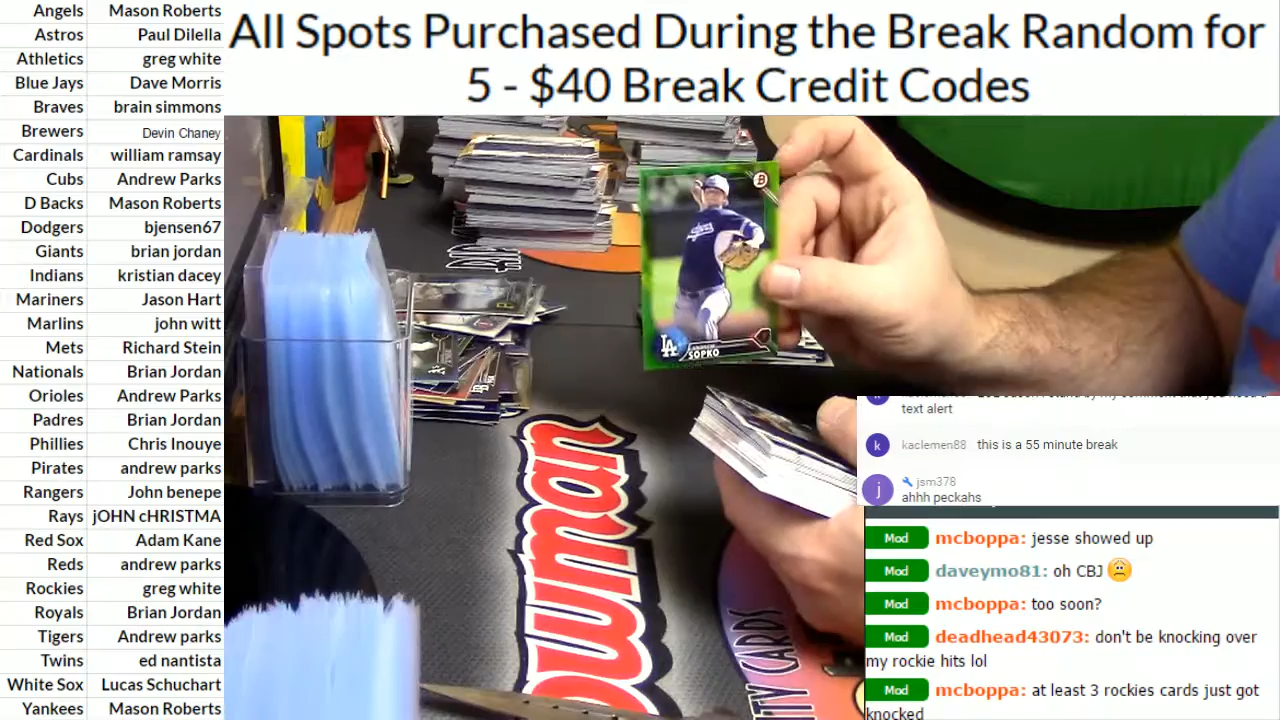 All Spots Purchased During the Break Random for
5 - $40 Break Credit Codes
Angels Mason Roberts
Astros Paul Dilella
Athletics greg white
Blue Jays Dave Morris
Braves brain simmons
Brewers Devin Chaney
Cardinals william ramsay
Cubs Andrew Parks
D Backs Mason Roberts
Dodgers bjensen67
Giants brian jordan
Indians kristian dacey
Mariners Jason Hart
Marlins john witt
Mets Richard Stein
Nationals Brian Jordan
Orioles Andrew Parks
Padres Brian Jordan
Phillies Chris Inouye
Pirates andrew parks
Rangers John benepe
Rays jOHN cHRISTMA
Red Sox Adam Kane
Reds andrew parks
Rockies greg white
Royals Brian Jordan
Tigers Andrew parks
Twins ed nantista
White Sox Lucas Schuchart
Yankees Mason Roberts
B
LA
SOPKO
owman
ITY CARDS
text alert
k kaclemen88 this is a 55 minute break
j jsm378
ahhh peckahs
Mod mcboppa: jesse showed up
Mod daveymo81: oh CBJ
Mod mcboppa: too soon?
Mod deadhead43073: don't be knocking over
my rockie hits lol
Mod mcboppa: at least 3 rockies cards just got
knocked